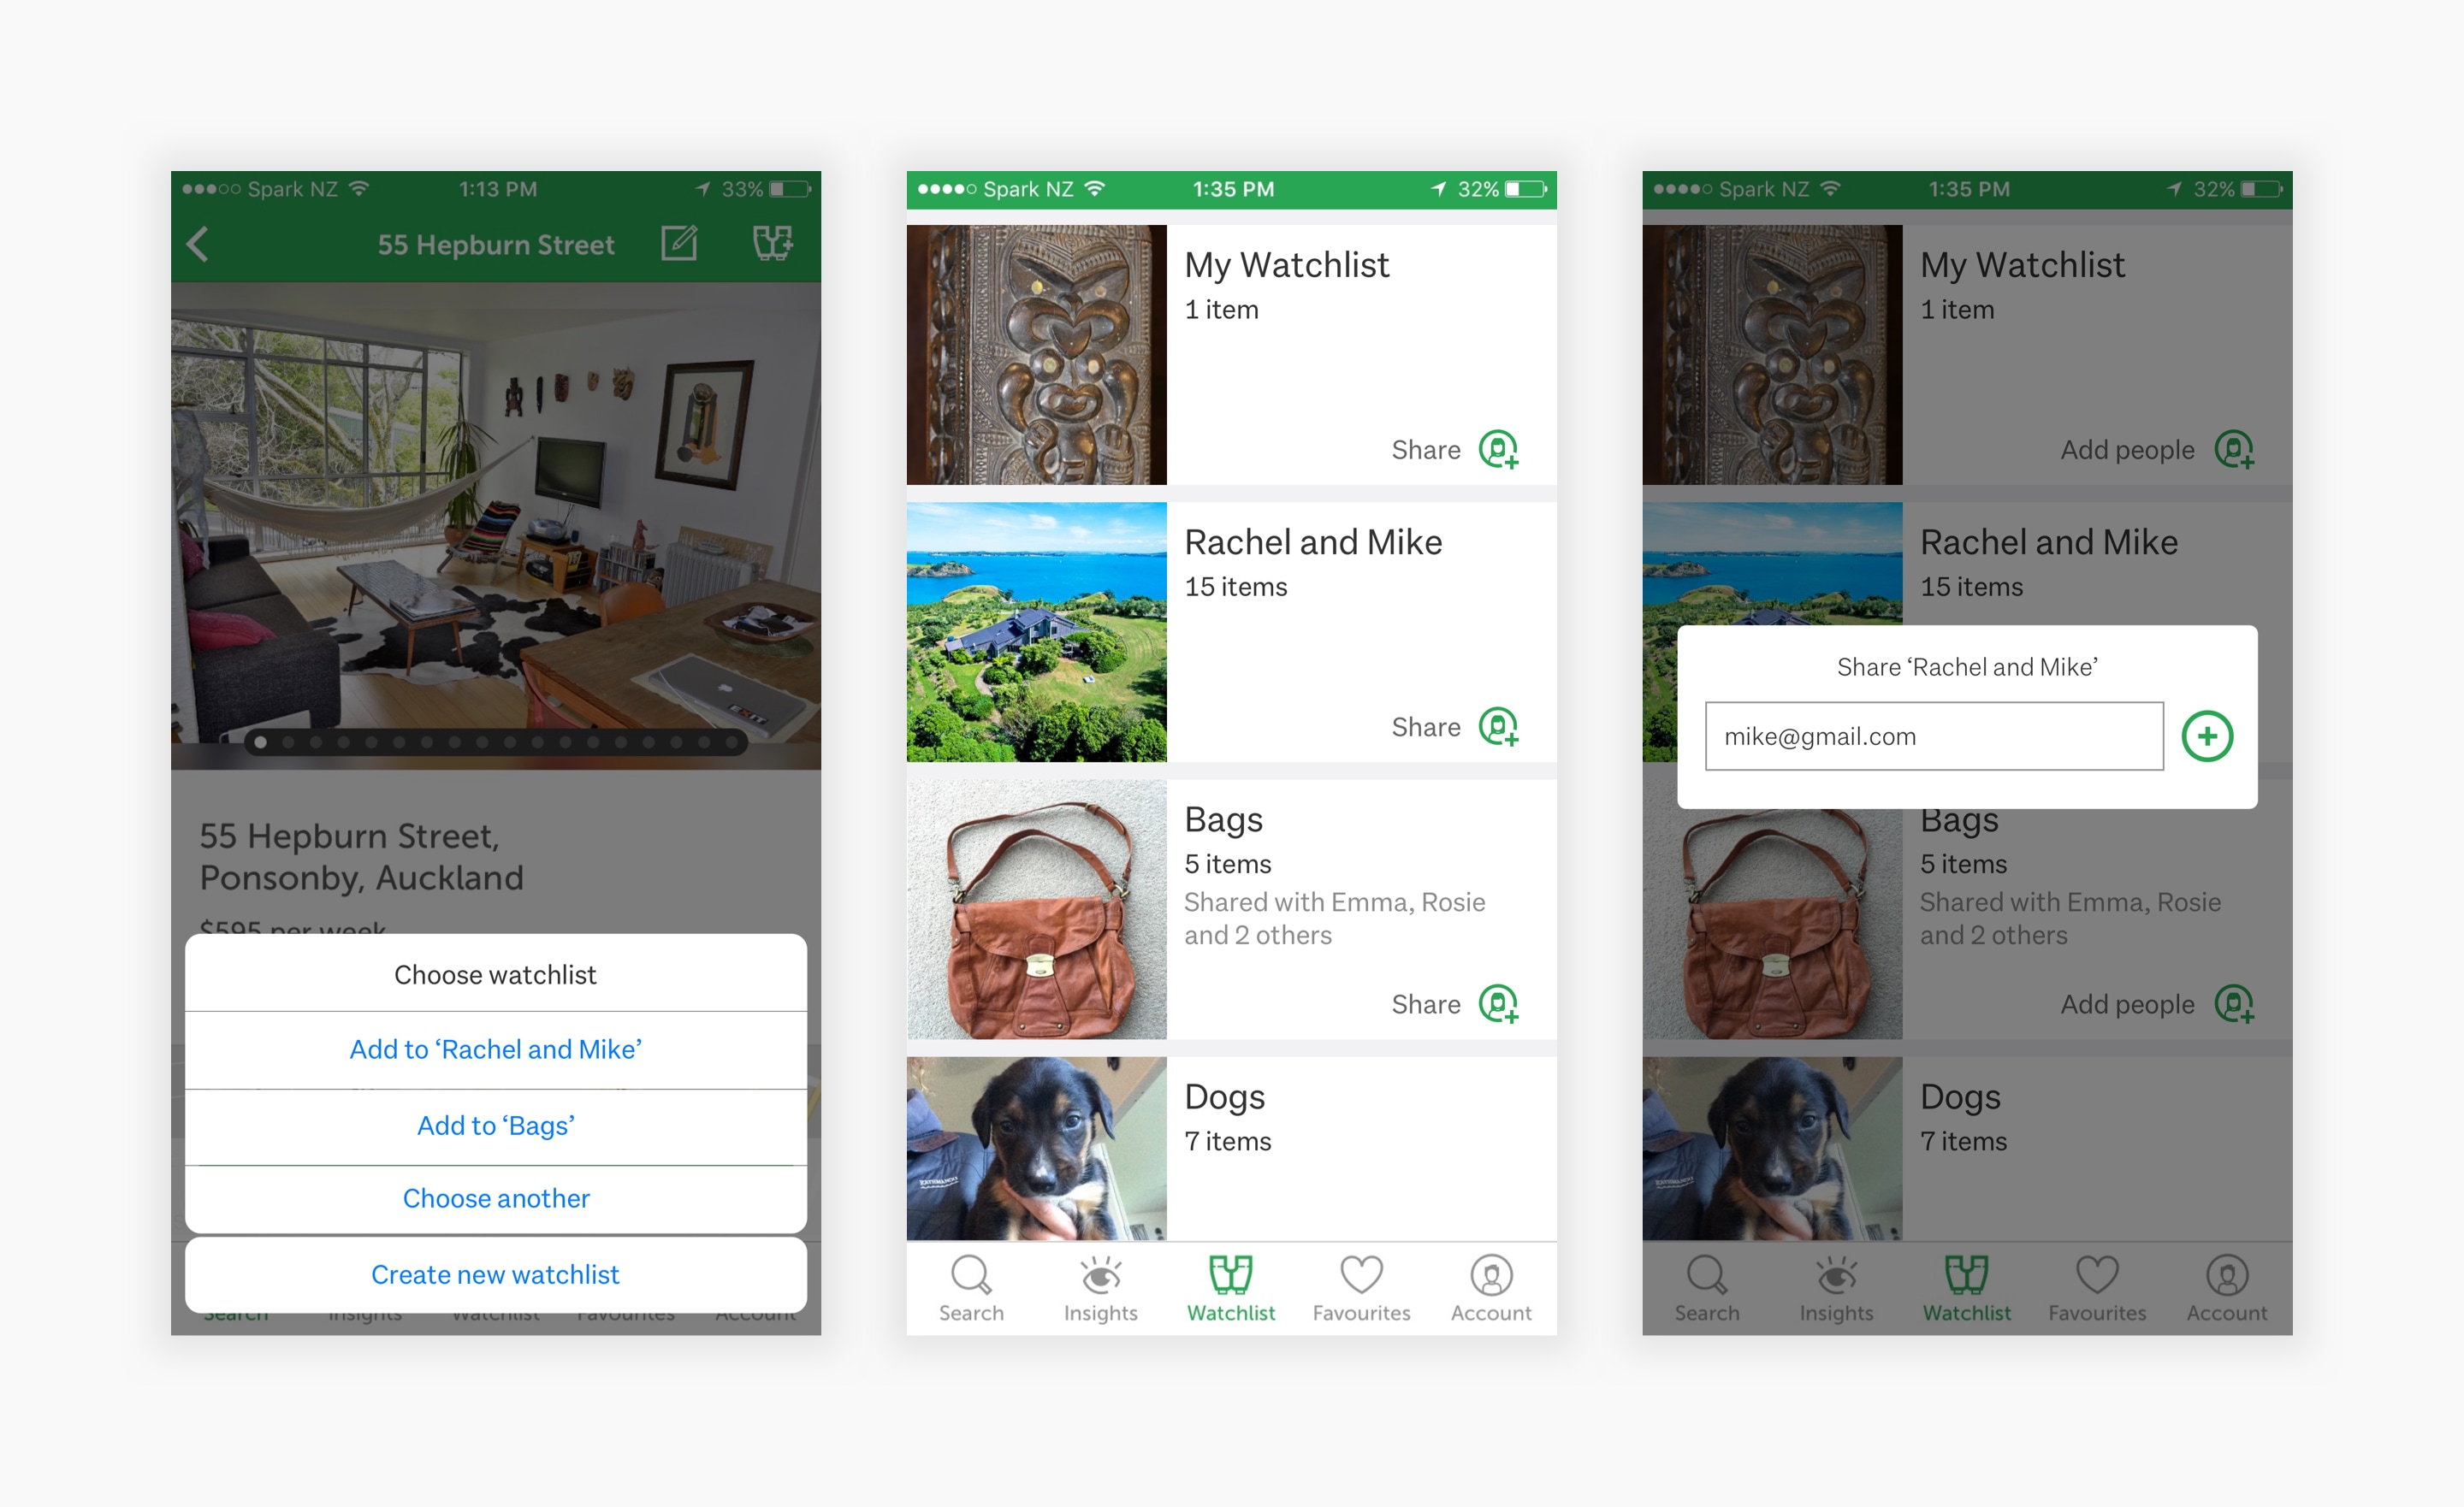 Spark NZ 1:13 PM 33%
55 Hepburn Street
55 Hepburn Street,
Ponsonby, Auckland
$595 per week
Choose watchlist
Add to ‘Rachel and Mike’
Add to ‘Bags’
Choose another
Create new watchlist
Search Insights Watchlist Favourites Account
Spark NZ 1:35 PM 32%
My Watchlist
1 item
Share
Rachel and Mike
15 items
Share
Bags
5 items
Shared with Emma, Rosie
and 2 others
Share
Dogs
7 items
Search Insights Watchlist Favourites Account
Spark NZ 1:35 PM 32%
My Watchlist
1 item
Add people
Rachel and Mike
15 items
Share ‘Rachel and Mike’
mike@gmail.com
Bags
5 items
Shared with Emma, Rosie
and 2 others
Add people
Dogs
7 items
Search Insights Watchlist Favourites Account